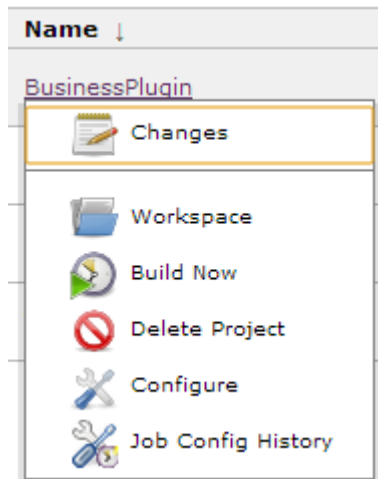 Name ↓
BusinessPlugin
Changes
Workspace
Build Now
Delete Project
Configure
Job Config History